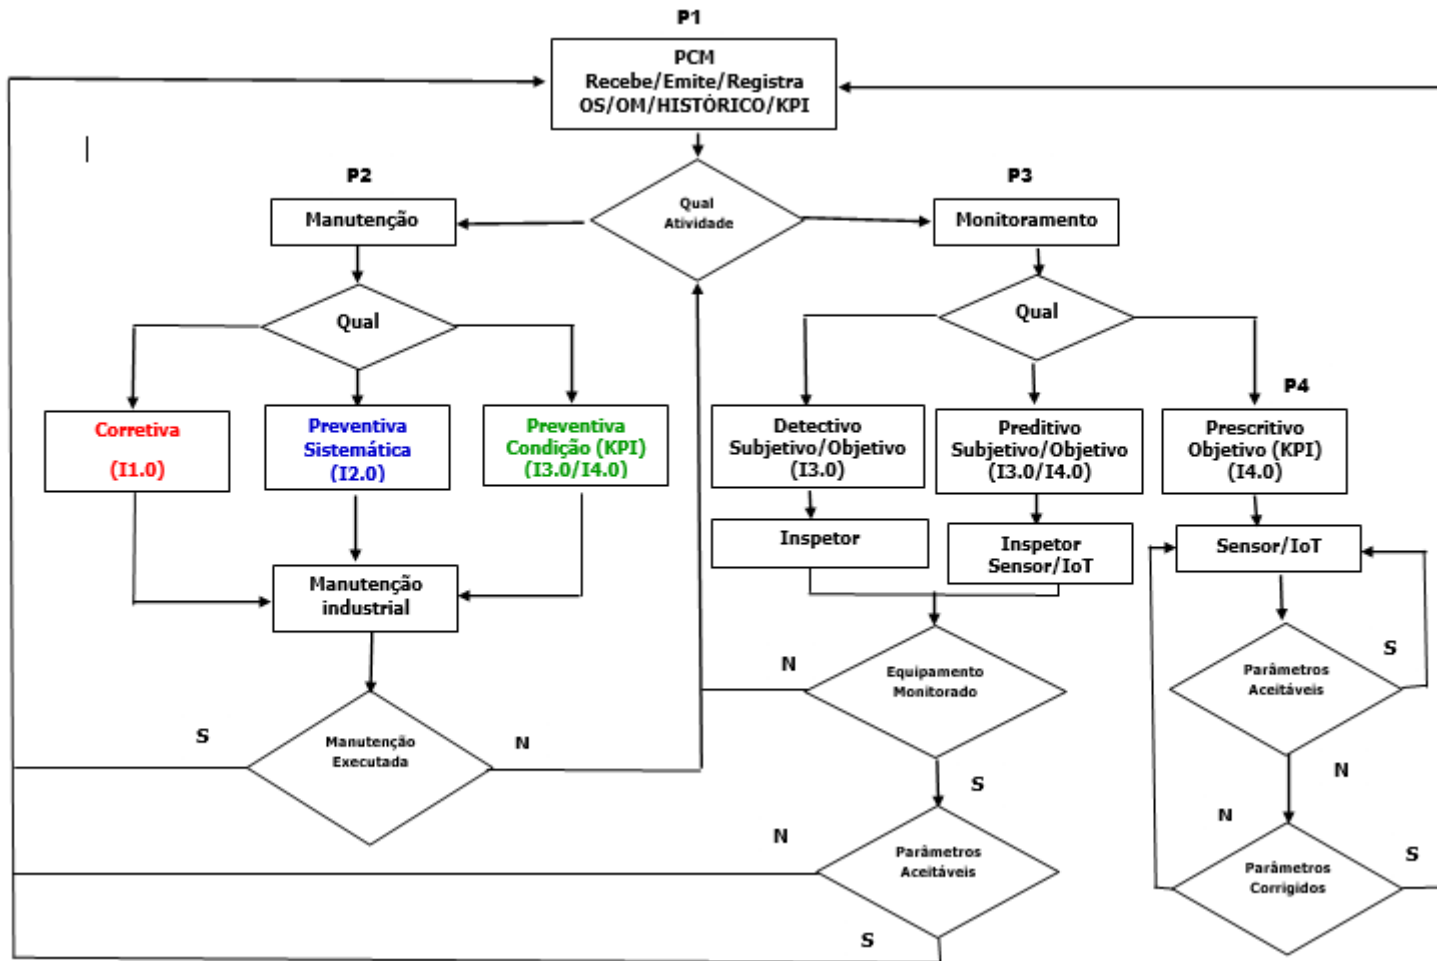 P1
PCM
Recebe/Emite/Registra
OS/OM/HISTÓRICO/KPI
Qual
Atividade
P2
Manutenção
Qual
Corretiva
(I1.0)
Preventiva
Sistemática
(I2.0)
Preventiva
Condição (KPI)
(I3.0/I4.0)
Manutenção
industrial
Manutenção
Executada
S
N
P3
Monitoramento
Qual
Detectivo
Subjetivo/Objetivo
(I3.0)
Preditivo
Subjetivo/Objetivo
(I3.0/I4.0)
P4
Prescritivo
Objetivo (KPI)
(I4.0)
Inspetor
Inspetor
Sensor/IoT
Sensor/IoT
N
Equipamento
Monitorado
S
N
Parâmetros
Aceitáveis
S
Parâmetros
Aceitáveis
S
N
N
Parâmetros
Corrigidos
S